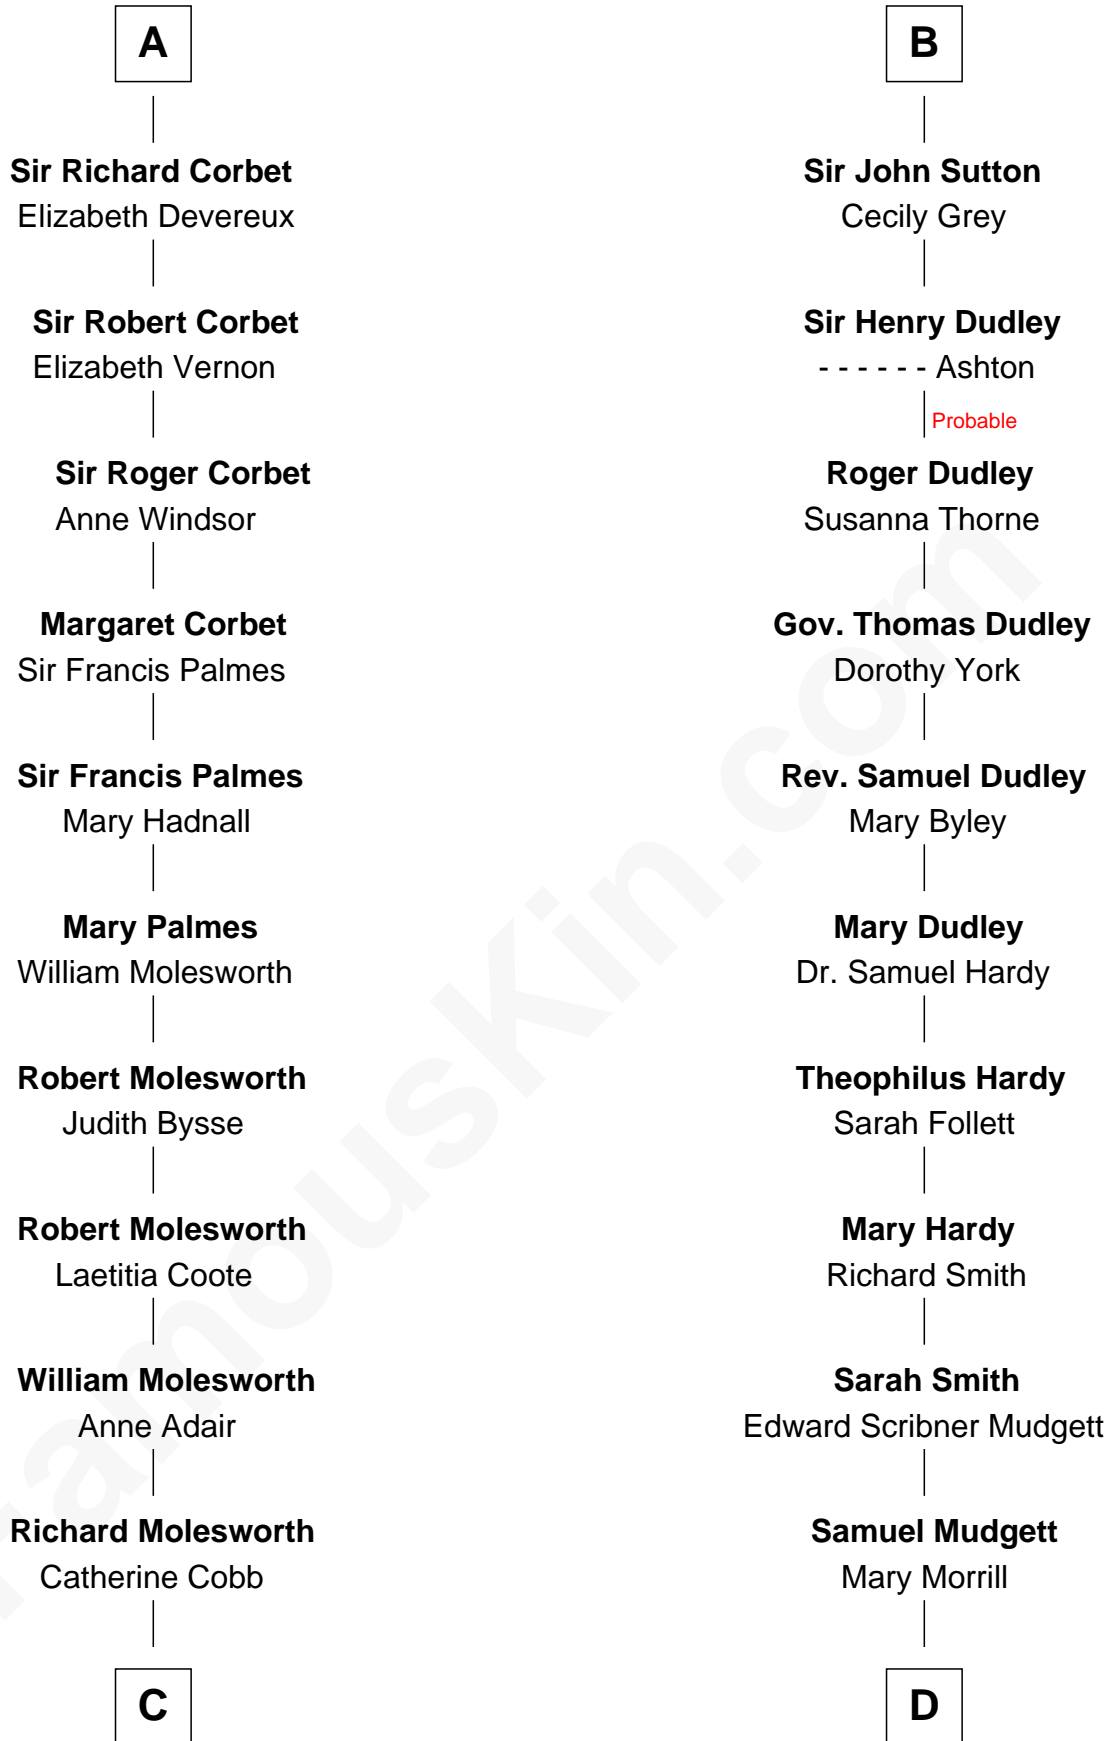 A
Sir Richard Corbet
Elizabeth Devereux
Sir Robert Corbet
Elizabeth Vernon
Sir Roger Corbet
Anne Windsor
Margaret Corbet
Sir Francis Palmes
Sir Francis Palmes
Mary Hadnall
Mary Palmes
William Molesworth
Robert Molesworth
Judith Bysse
Robert Molesworth
Laetitia Coote
William Molesworth
Anne Adair
Richard Molesworth
Catherine Cobb
C
B
Sir John Sutton
Cecily Grey
Sir Henry Dudley
- - - - - - Ashton
Probable
Roger Dudley
Susanna Thorne
Gov. Thomas Dudley
Dorothy York
Rev. Samuel Dudley
Mary Byley
Mary Dudley
Dr. Samuel Hardy
Theophilus Hardy
Sarah Follett
Mary Hardy
Richard Smith
Sarah Smith
Edward Scribner Mudgett
Samuel Mudgett
Mary Morrill
D
FamousKin.com